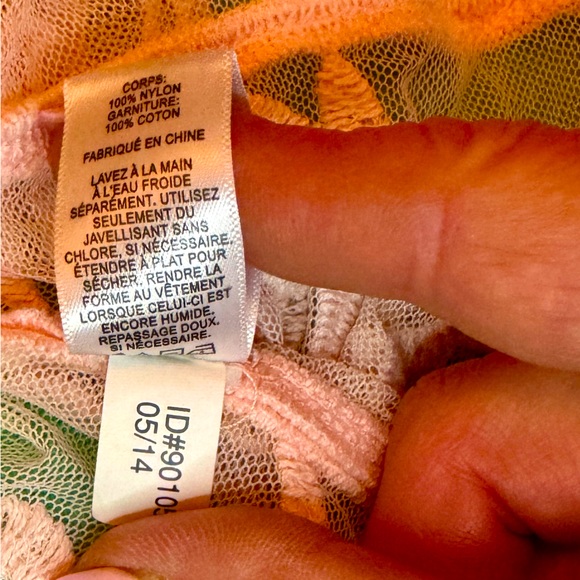 CORPS:
100% NYLON
GARNITURE:
100% COTON
FABRIQUÉ EN CHINE
LAVEZ À LA MAIN
À L'EAU FROIDE
SÉPARÉMENT. UTILISEZ
SEULEMENT DU
JAVELLISANT SANS
CHLORE, SI NÉCESSAIRE.
ÉTENDRE À PLAT POUR
SÉCHER. RENDRE LA
FORME AU VÊTEMENT
LORSQUE CELUI-CI EST
ENCORE HUMIDE.
REPASSAGE DOUX.
SI NÉCESSAIRE.
ID#90105
05/14